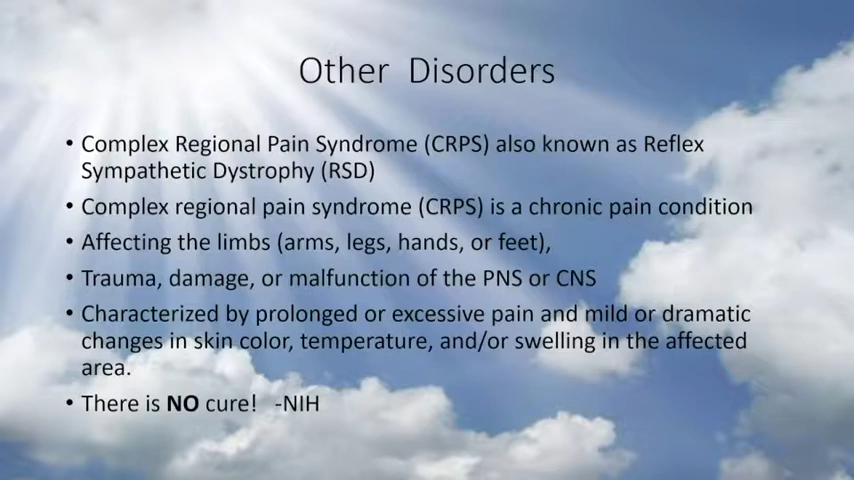 Other Disorders
• Complex Regional Pain Syndrome (CRPS) also known as Reflex
Sympathetic Dystrophy (RSD)
• Complex regional pain syndrome (CRPS) is a chronic pain condition
• Affecting the limbs (arms, legs, hands, or feet),
• Trauma, damage, or malfunction of the PNS or CNS
• Characterized by prolonged or excessive pain and mild or dramatic
changes in skin color, temperature, and/or swelling in the affected
area.
• There is NO cure! -NIH